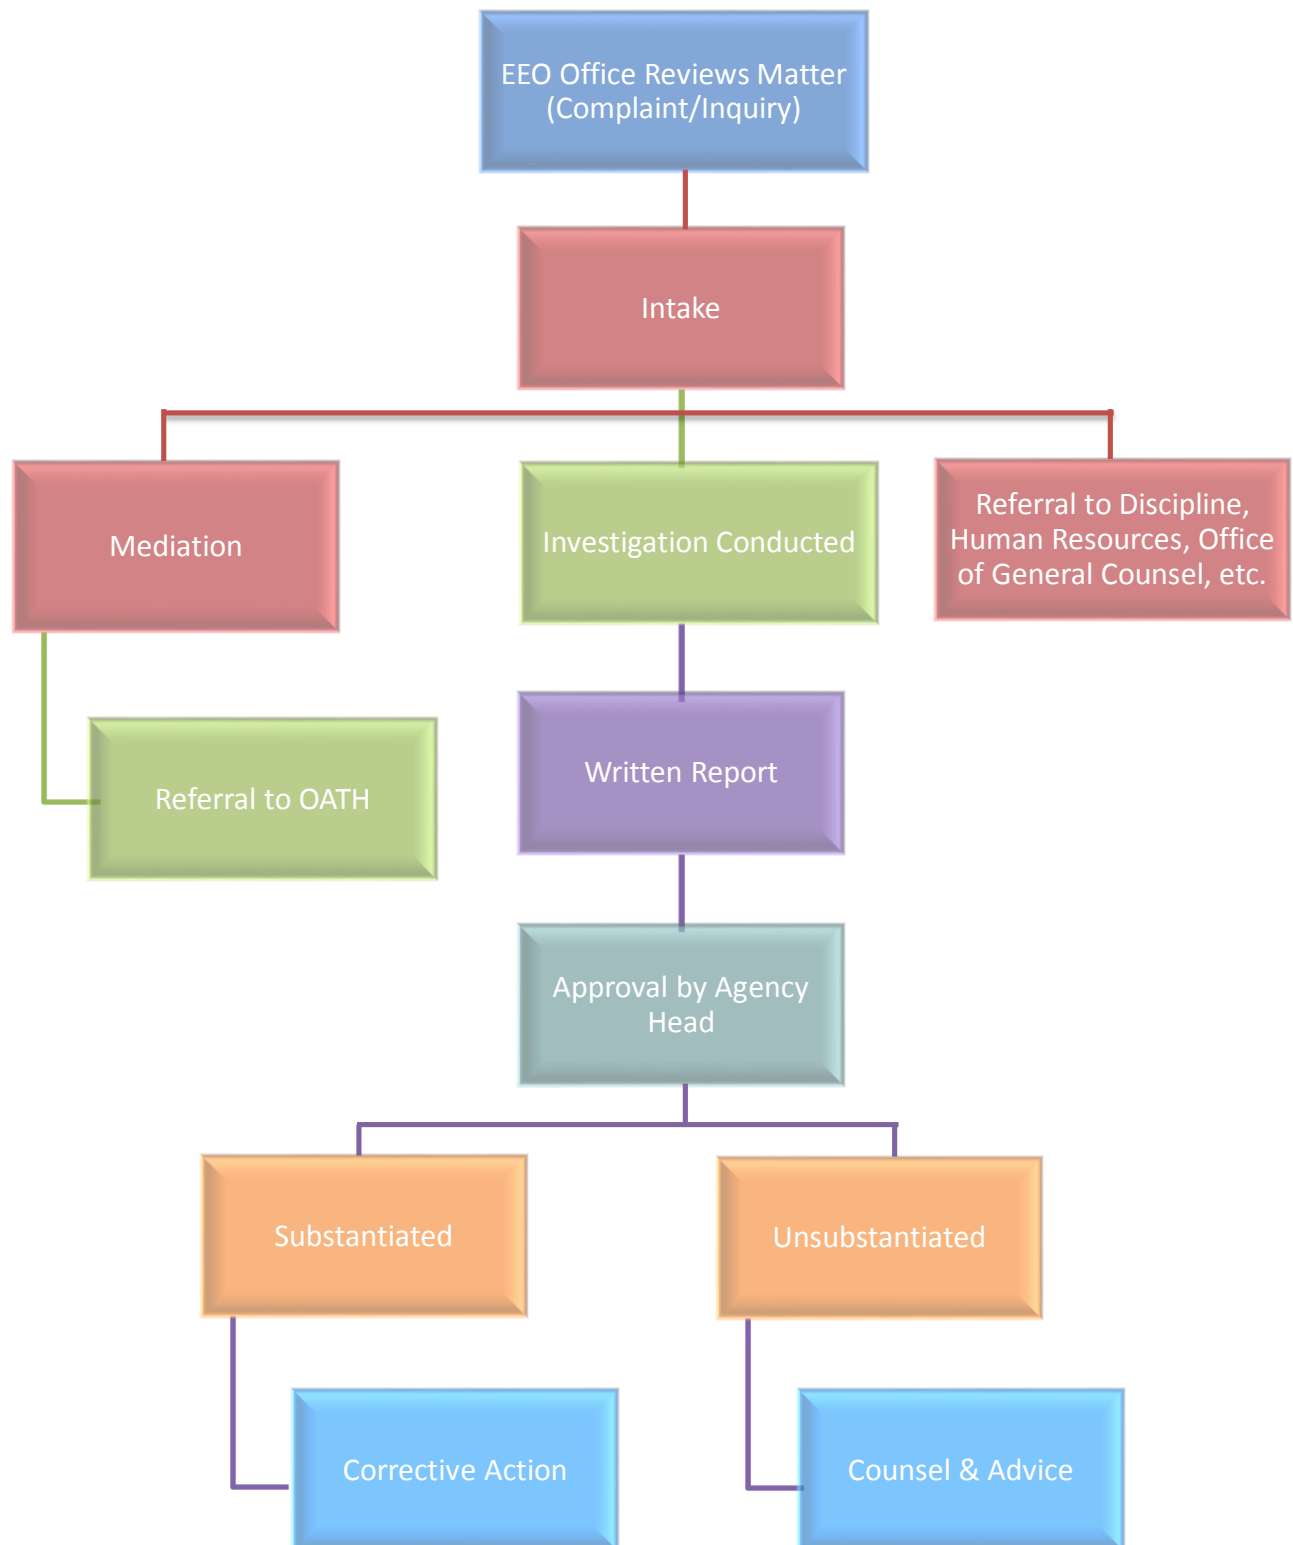 EEO Office Reviews Matter
(Complaint/Inquiry)
Intake
Mediation
Investigation Conducted
Referral to Discipline,
Human Resources, Office
of General Counsel, etc.
Referral to OATH
Written Report
Approval by Agency
Head
Substantiated
Unsubstantiated
Corrective Action
Counsel & Advice